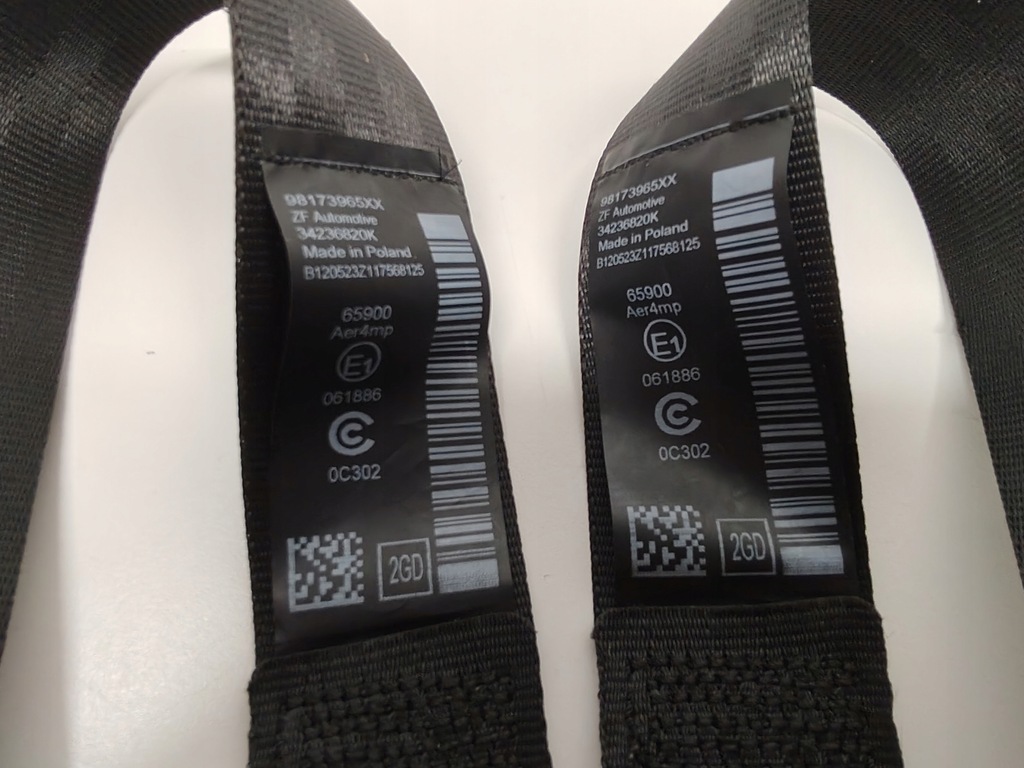 98173965XX
ZF Automotive
34236820K
Made in Poland
B120523Z117568125
65900
Aer4mp
E1
061886
0C302
2GD
98173965XX
ZF Automotive
34236820K
Made in Poland
B120523Z117568125
65900
Aer4mp
E1
061886
0C302
2GD